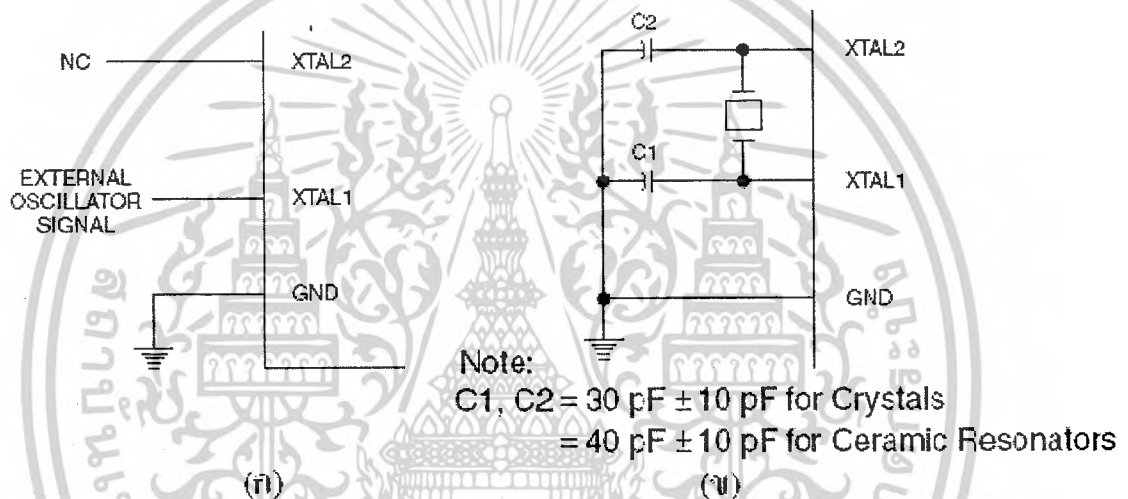 NC
XTAL2
EXTERNAL
OSCILLATOR
SIGNAL
XTAL1
GND
(ก)
C2
XTAL2
C1
XTAL1
GND
Note:
C1, C2 = 30 pF ± 10 pF for Crystals
= 40 pF ± 10 pF for Ceramic Resonators
(ข)